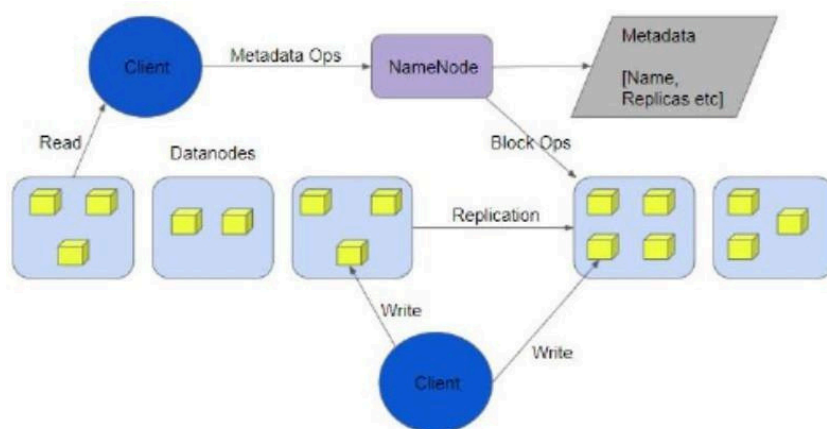 Client
Metadata Ops
NameNode
Metadata
[Name,
Replicas etc]
Read
Datanodes
Block Ops
Replication
Write
Write
Client